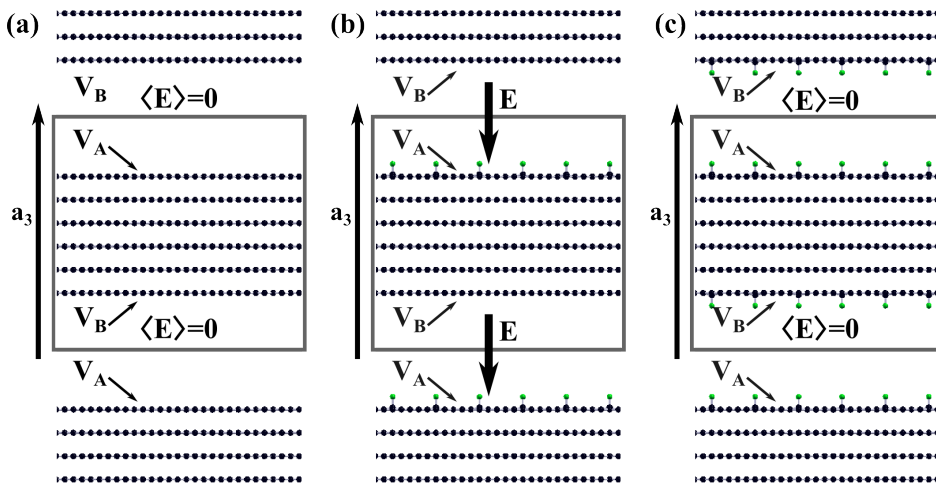 (a)
V_B ⟨E⟩=0
V_A
a_3
V_B ⟨E⟩=0
V_A
(b)
V_B E
V_A
a_3
V_B E
V_A
(c)
V_B ⟨E⟩=0
V_A
a_3
V_B ⟨E⟩=0
V_A